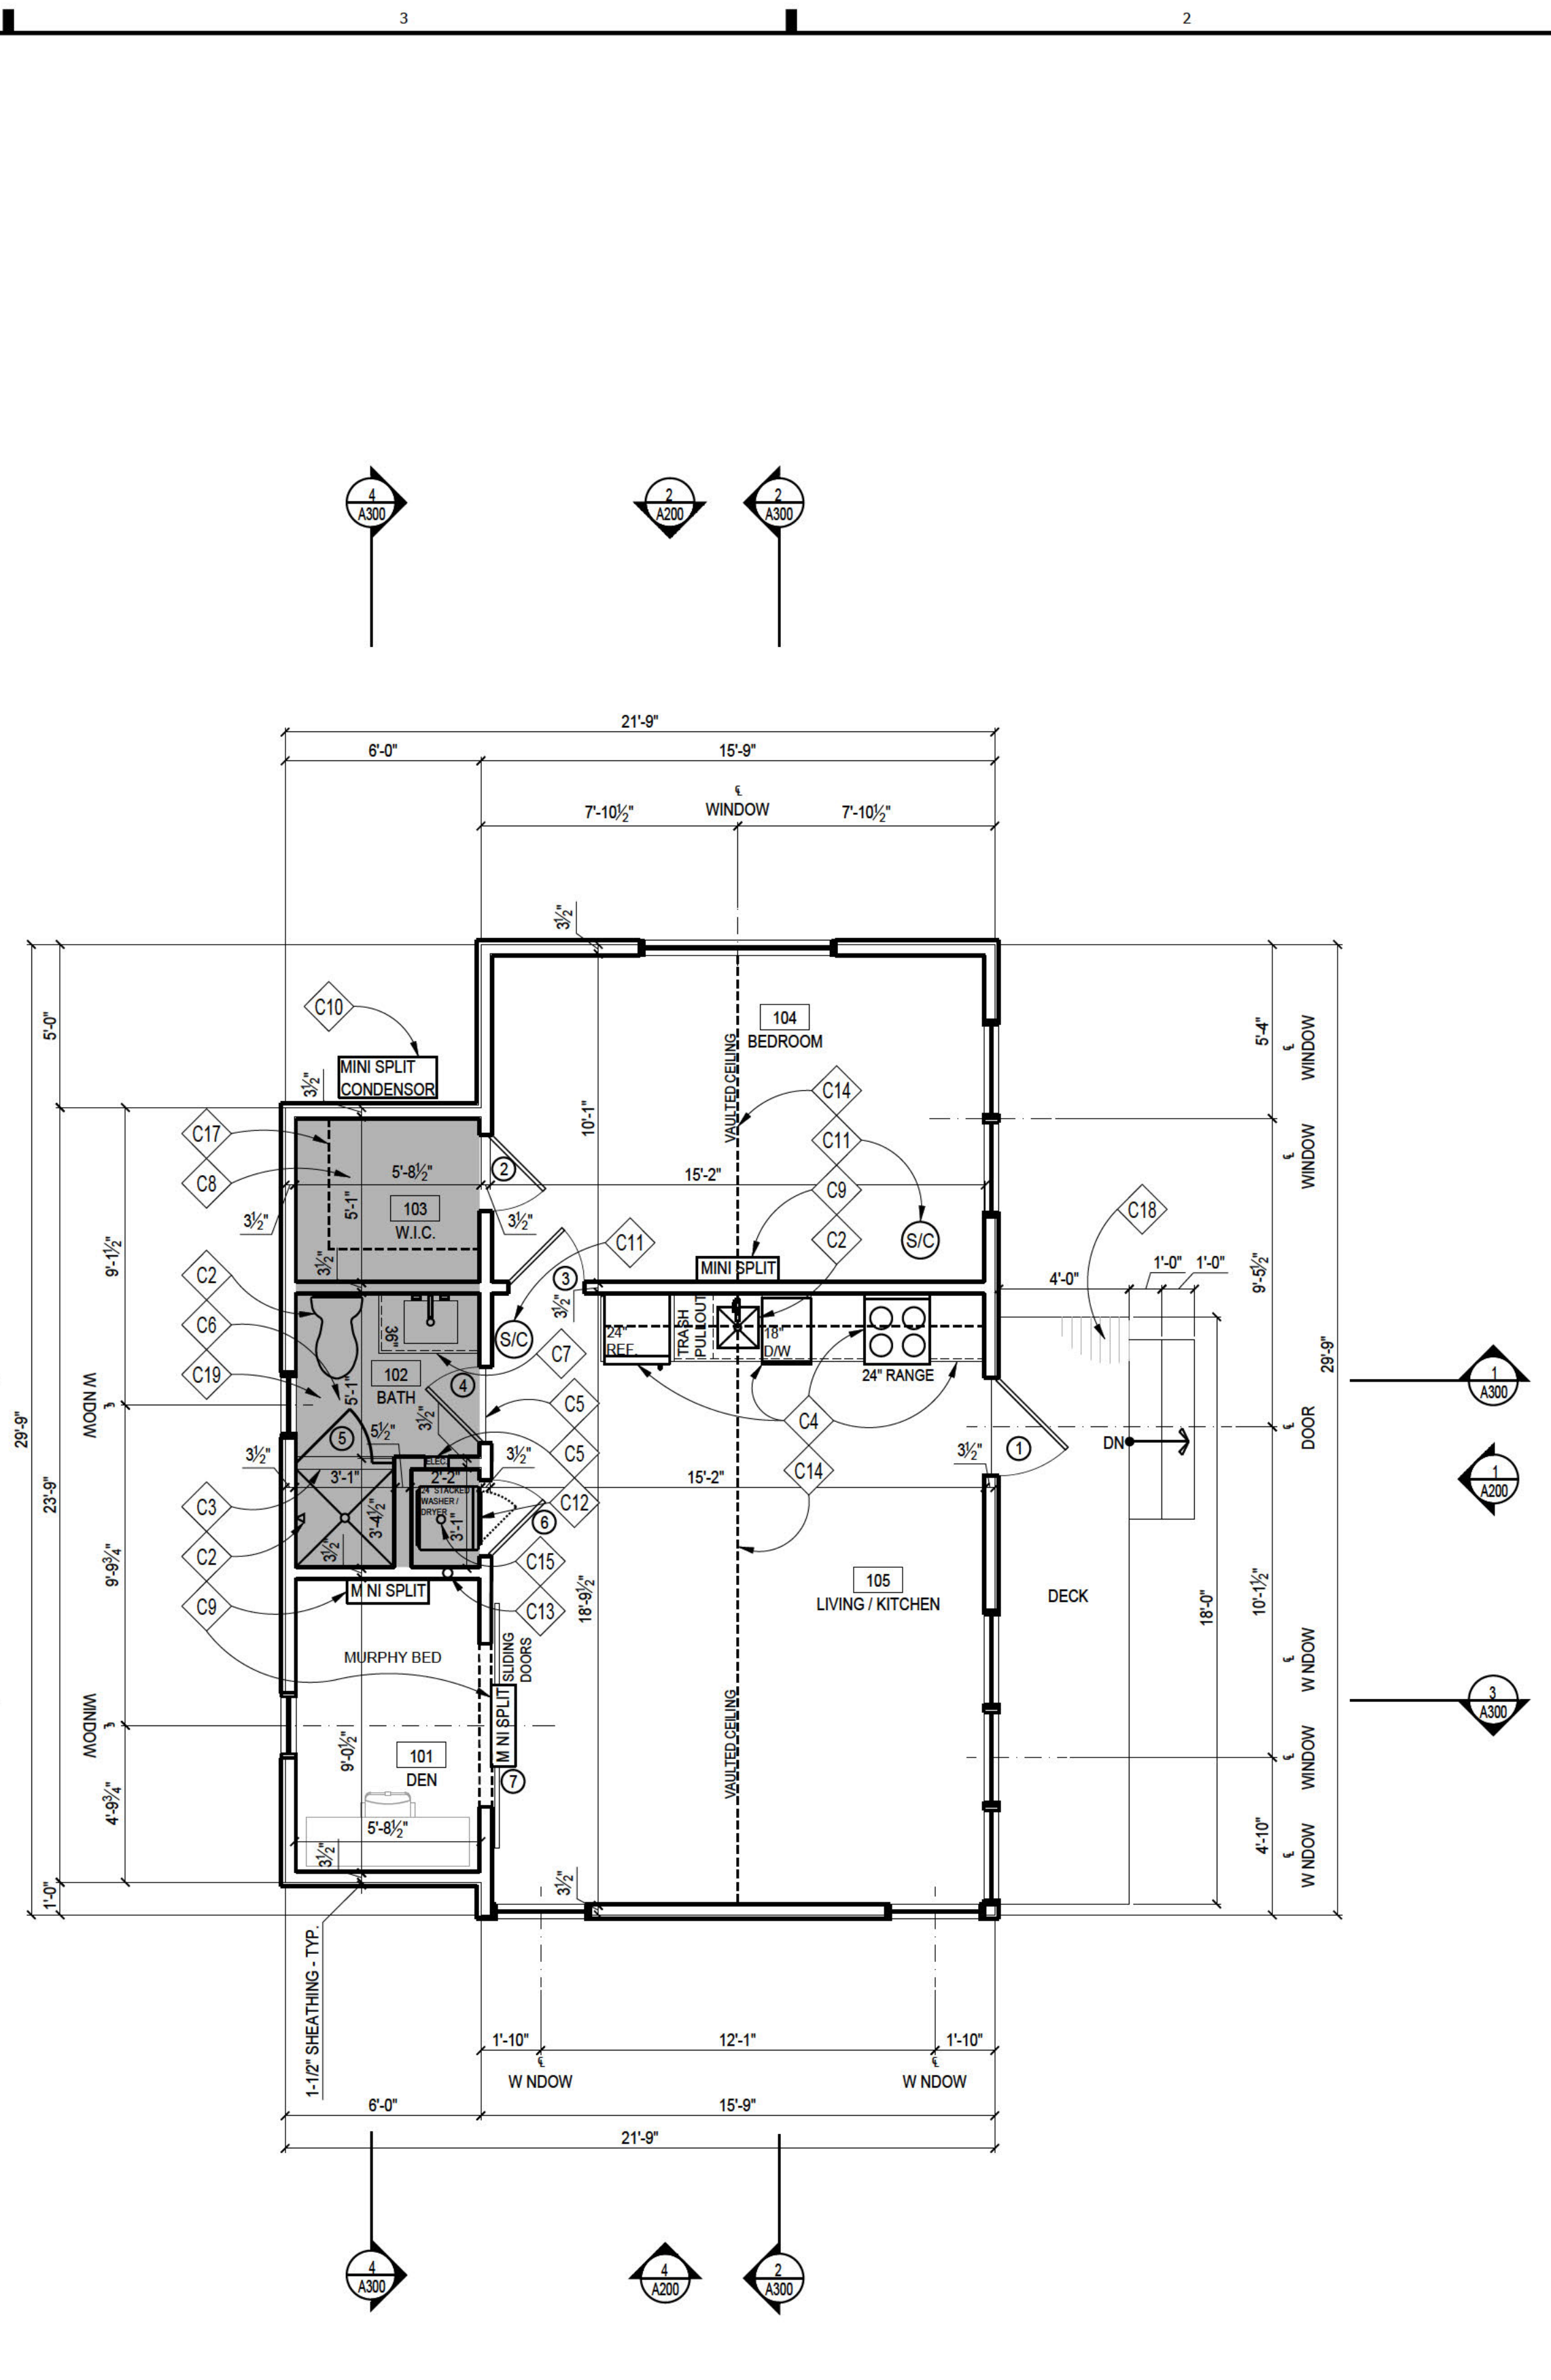 3
2
4
A300
2
A200
2
A300
21'-9"
6'-0"
15'-9"
℄
WINDOW
7'-10½"
7'-10½"
3½"
C10
MINI SPLIT
CONDENSOR
3½"
5'-0"
104
BEDROOM
VAULTED CEILING
C14
C11
C9
C2
S/C
10'-1"
15'-2"
5'-4"
℄
WINDOW
℄
WINDOW
C17
C8
5'-8½"
2
5'-1"
103
W.I.C.
3½"
3½"
3½"
C11
C18
9'-1½"
9'-5½"
MINI SPLIT
3
3½"
4'-0"
1'-0"
1'-0"
C2
C6
C19
36"
S/C
C7
24"
REF.
TRASH
PULLOUT
18"
D/W
24" RANGE
102
BATH
4
5'-1"
C5
C4
W NDOW
℄
29'-9"
29'-9"
1
A300
5
5½"
3½"
3½"
ELEC.
3½"
C5
C14
3½"
1
DN
℄
DOOR
3'-1"
2'-2"
15'-2"
1
A200
23'-9"
C3
C2
C9
24" STACKED
WASHER /
DRYER
3'-4½"
3'-1"
3½"
C12
6
C15
C13
9'-9¾"
M NI SPLIT
18'-9½"
105
LIVING / KITCHEN
DECK
18'-0"
10'-1½"
MURPHY BED
SLIDING
DOORS
M NI SPLIT
℄
W NDOW
℄
WINDOW
℄
W NDOW
3
A300
WINDOW
℄
9'-0½"
101
DEN
7
VAULTED CEILING
4'-9¾"
5'-8½"
3½"
3½"
4'-10"
1'-0"
1-1/2" SHEATHING - TYP.
1'-10"
12'-1"
1'-10"
℄
W NDOW
℄
W NDOW
6'-0"
15'-9"
21'-9"
4
A300
4
A200
2
A300